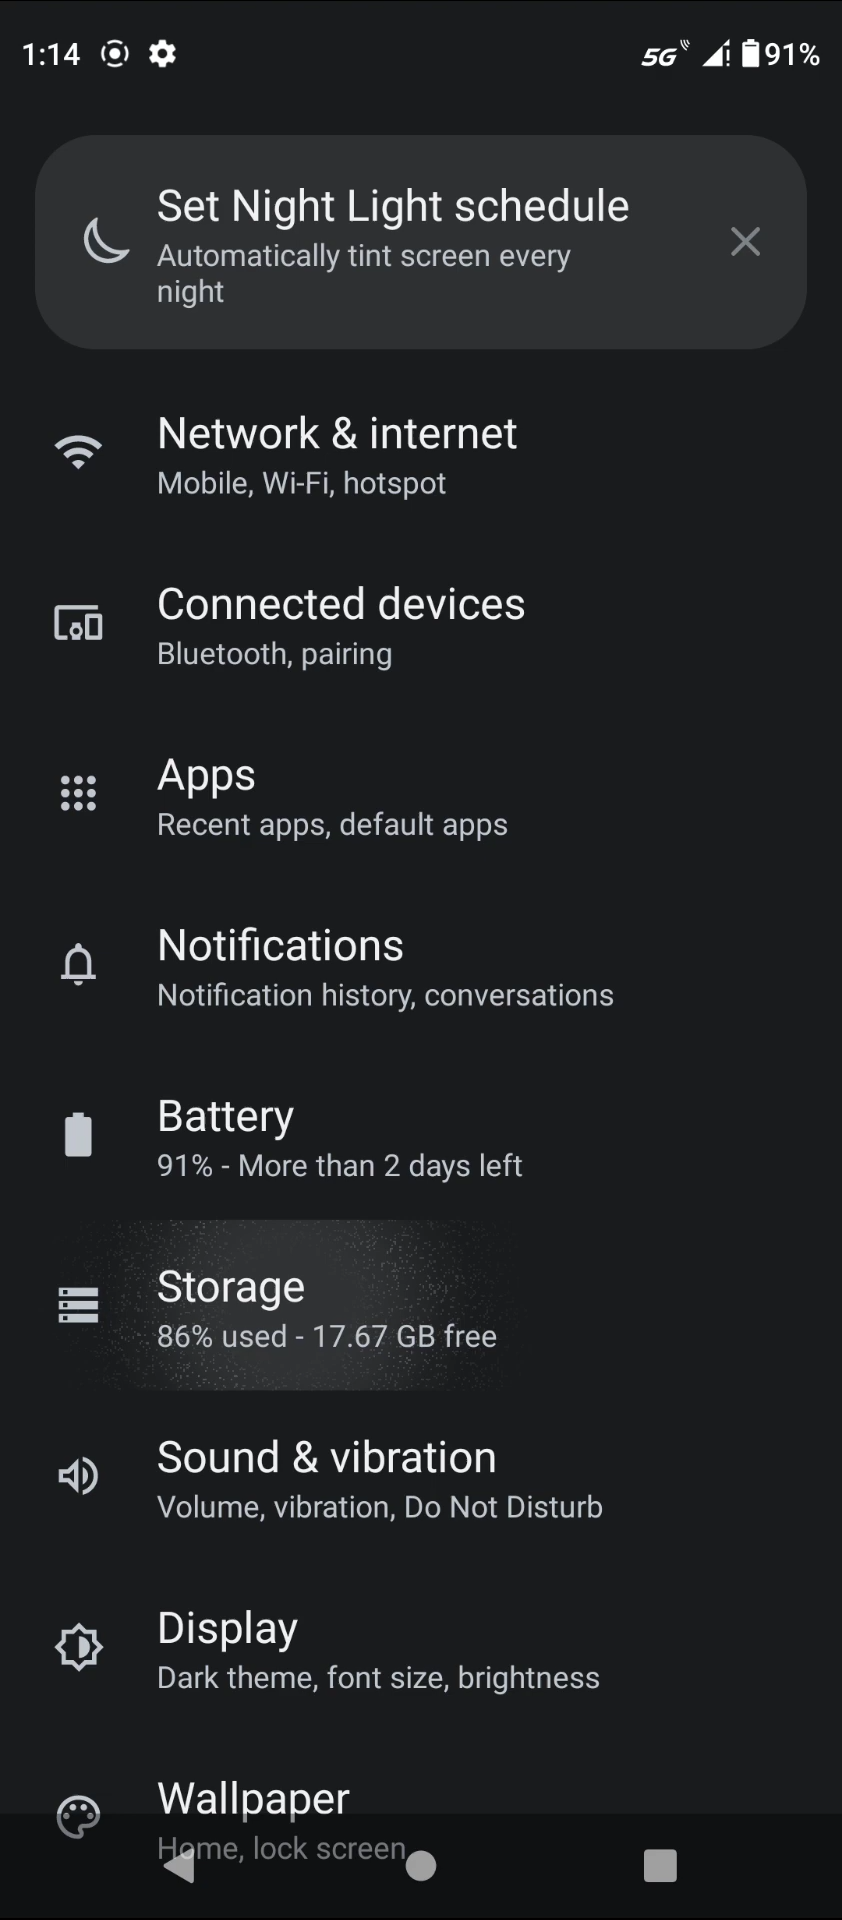 1:14
5G
91%
Set Night Light schedule
Automatically tint screen every
night
Network & internet
Mobile, Wi-Fi, hotspot
Connected devices
Bluetooth, pairing
Apps
Recent apps, default apps
Notifications
Notification history, conversations
Battery
91% - More than 2 days left
Storage
86% used - 17.67 GB free
Sound & vibration
Volume, vibration, Do Not Disturb
Display
Dark theme, font size, brightness
Wallpaper
Home, lock screen